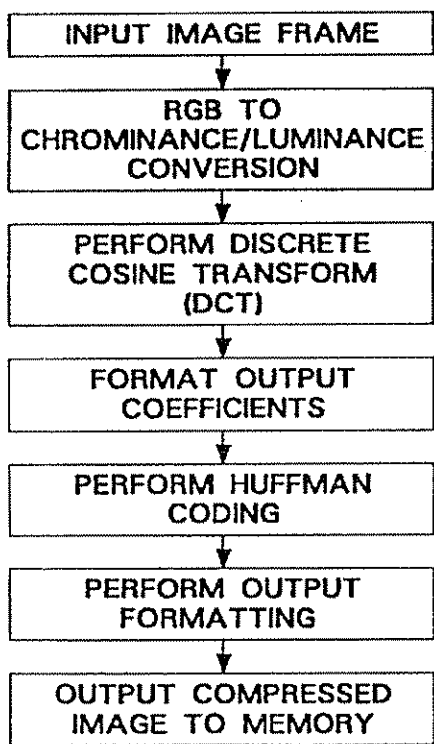 INPUT IMAGE FRAME
RGB TO
CHROMINANCE/LUMINANCE
CONVERSION
PERFORM DISCRETE
COSINE TRANSFORM
(DCT)
FORMAT OUTPUT
COEFFICIENTS
PERFORM HUFFMAN
CODING
PERFORM OUTPUT
FORMATTING
OUTPUT COMPRESSED
IMAGE TO MEMORY